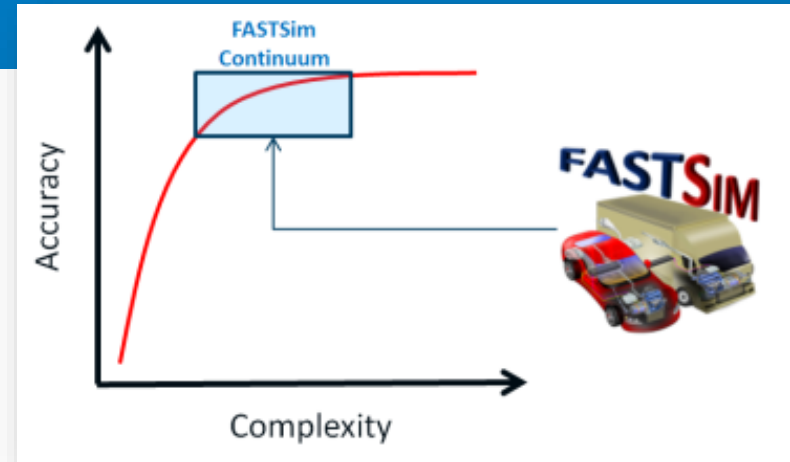 FASTSim
Continuum
Accuracy
FASTSIM
Complexity